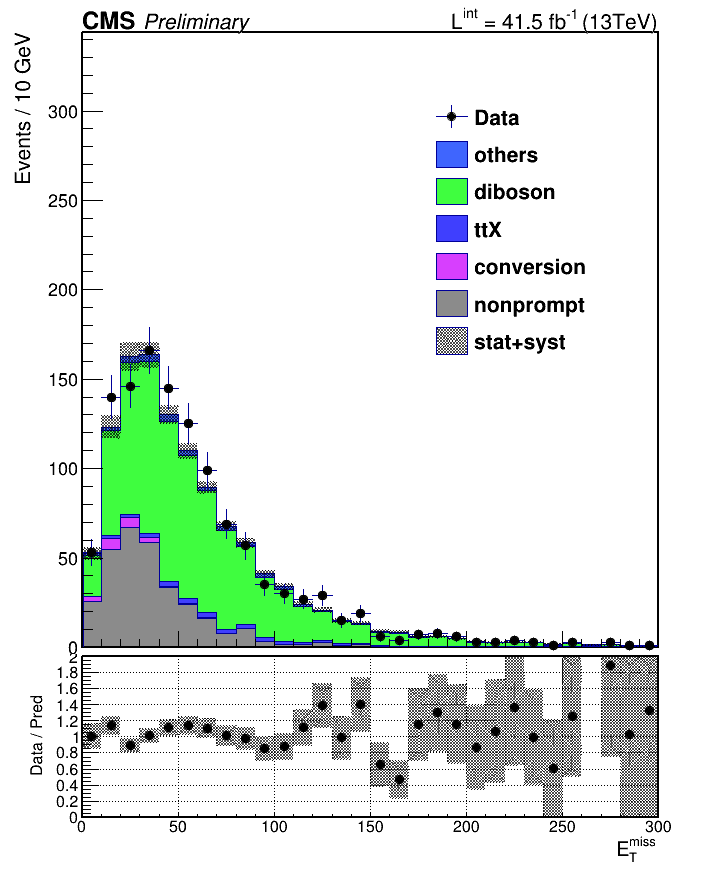 CMS Preliminary
L^int = 41.5 fb^-1 (13TeV)
Events / 10 GeV
300
250
200
150
100
50
0
Data
others
diboson
ttX
conversion
nonprompt
stat+syst
Data / Pred
2
1.8
1.6
1.4
1.2
1
0.8
0.6
0.4
0.2
0
0 50 100 150 200 250 300
E_T^miss